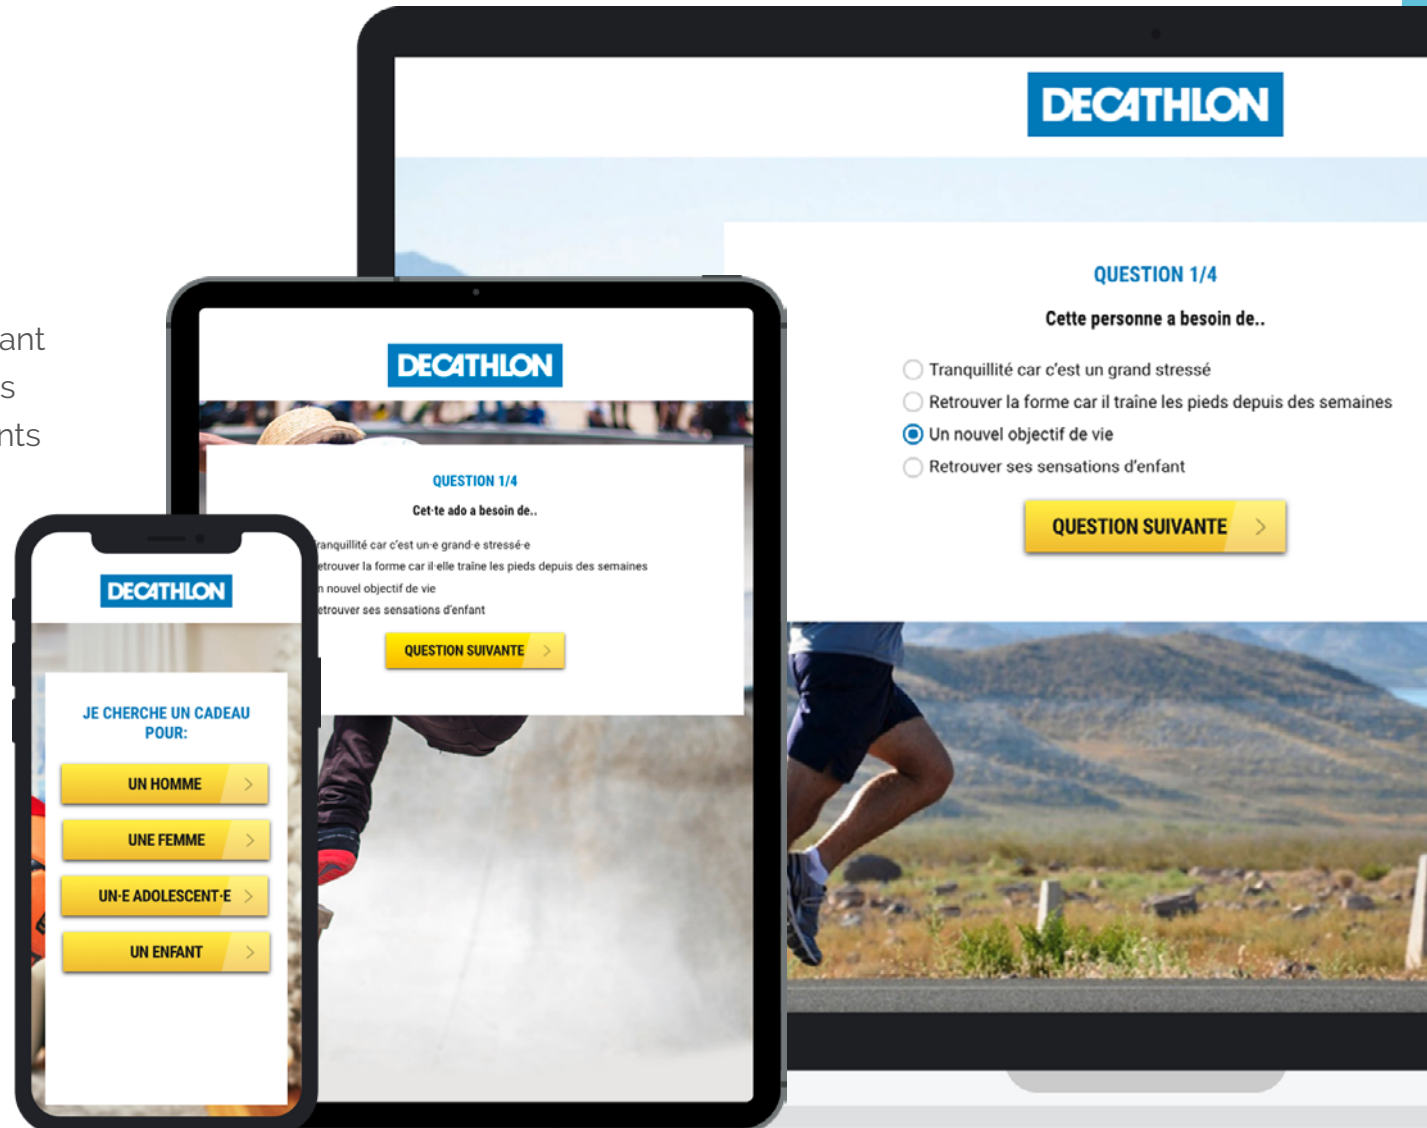 DECATHLON
QUESTION 1/4
Cette personne a besoin de..
Tranquillité car c'est un grand stressé
Retrouver la forme car il traîne les pieds depuis des semaines
Un nouvel objectif de vie
Retrouver ses sensations d'enfant
QUESTION SUIVANTE
DECATHLON
QUESTION 1/4
Cet·te ado a besoin de..
ranquillité car c'est un·e grand·e stressé·e
etrouver la forme car il·elle traîne les pieds depuis des semaines
n nouvel objectif de vie
etrouver ses sensations d'enfant
QUESTION SUIVANTE
ant
s
nts
DECATHLON
JE CHERCHE UN CADEAU
POUR:
UN HOMME
UNE FEMME
UN·E ADOLESCENT·E
UN ENFANT